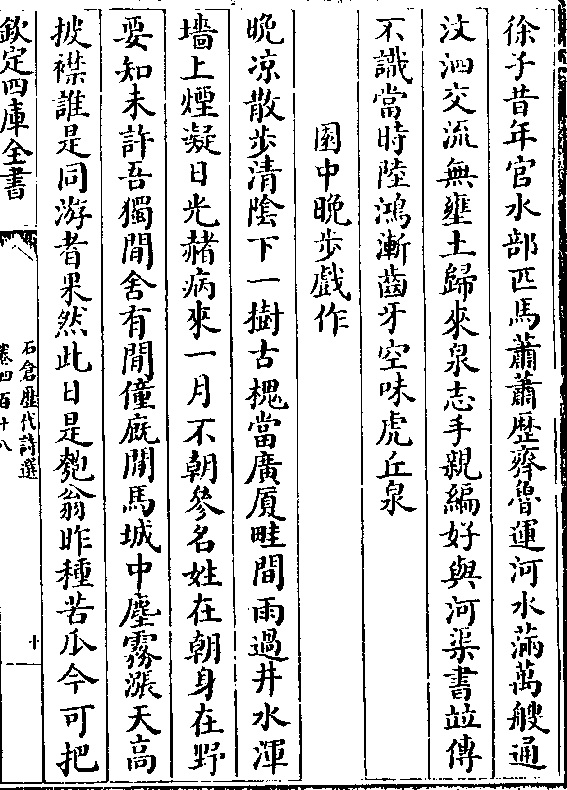 徐子昔年官水部匹馬蕭蕭歷齊魯運河水滿萬艘通
汶泗交流無壅土歸來泉志手親編好與河渠書竝傳
不識當時陸鴻漸齒牙空味虎丘泉
園中晚步戲作
晚凉散步清陰下一樹古槐當廣厦畦間雨過井水渾
墻上煙凝日光赭病來一月不朝參名姓在朝身在野
要知未許吾獨閒舍有閒僮廐閒馬城中塵霧漲天高
披襟誰是同游者果然此日是匏翁昨種苦瓜今可把
欽定四庫全書
石倉歷代詩選
卷四百十八
十